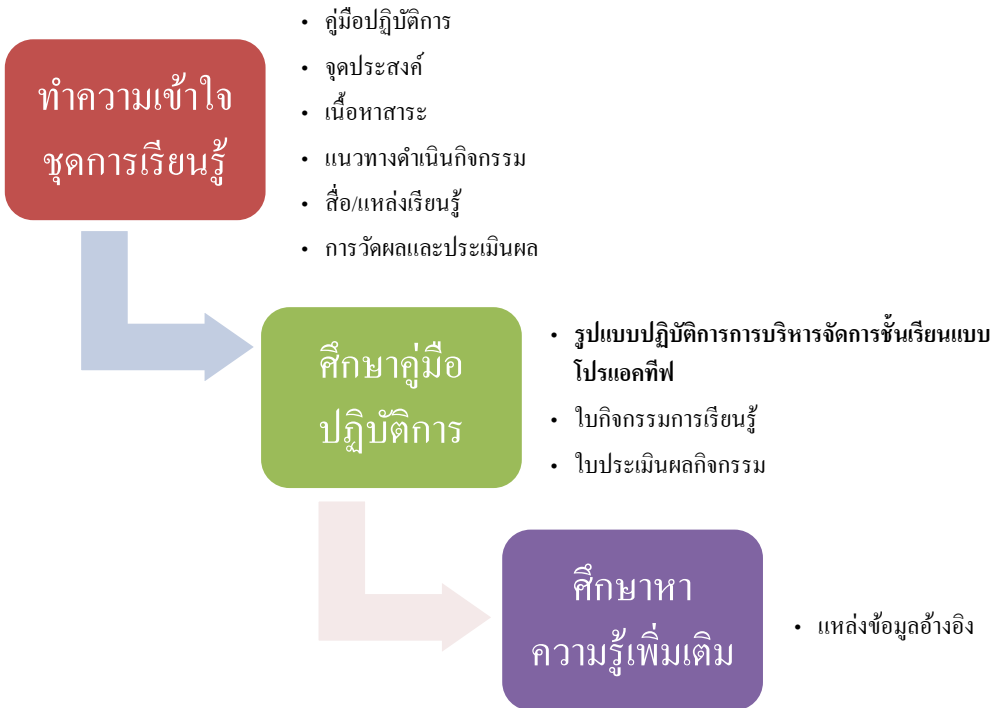 ทำความเข้าใจ
ชุดการเรียนรู้
• คู่มือปฏิบัติการ
• จุดประสงค์
• เนื้อหาสาระ
• แนวทางดำเนินกิจกรรม
• สื่อ/แหล่งเรียนรู้
• การวัดผลและประเมินผล
ศึกษาคู่มือ
ปฏิบัติการ
• รูปแบบปฏิบัติการการบริหารจัดการชั้นเรียนแบบ
โปรแอคทีฟ
• ใบกิจกรรมการเรียนรู้
• ใบประเมินผลกิจกรรม
ศึกษาหา
ความรู้เพิ่มเติม
• แหล่งข้อมูลอ้างอิง